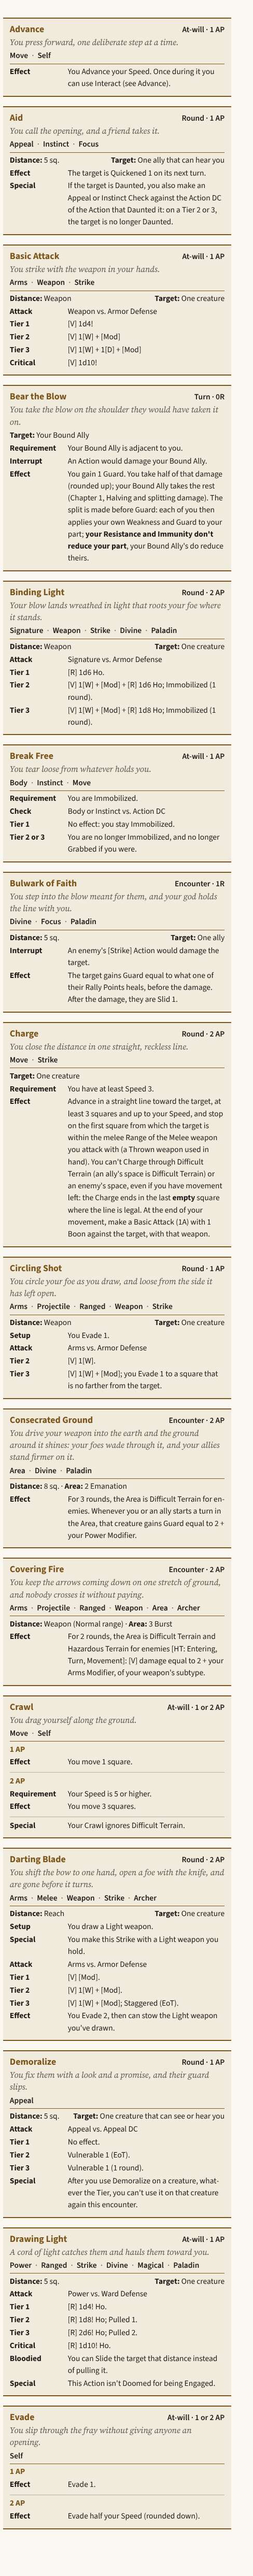 Advance At-will · 1 AP
You press forward, one deliberate step at a time.
Move · Self
Effect You Advance your Speed. Once during it you
can use Interact (see Advance).
Aid Round · 1 AP
You call the opening, and a friend takes it.
Appeal · Instinct · Focus
Distance: 5 sq. Target: One ally that can hear you
Effect The target is Quickened 1 on its next turn.
Special If the target is Daunted, you also make an
Appeal or Instinct Check against the Action DC
of the Action that Daunted it: on a Tier 2 or 3,
the target is no longer Daunted.
Basic Attack At-will · 1 AP
You strike with the weapon in your hands.
Arms · Weapon · Strike
Distance: Weapon Target: One creature
Attack Weapon vs. Armor Defense
Tier 1 [V] 1d4!
Tier 2 [V] 1[W] + [Mod]
Tier 3 [V] 1[W] + 1[D] + [Mod]
Critical [V] 1d10!
Bear the Blow Turn · 0R
You take the blow on the shoulder they would have taken it
on.
Target: Your Bound Ally
Requirement Your Bound Ally is adjacent to you.
Interrupt An Action would damage your Bound Ally.
Effect You gain 1 Guard. You take half of that damage
(rounded up); your Bound Ally takes the rest
(Chapter 1, Halving and splitting damage). The
split is made before Guard: each of you then
applies your own Weakness and Guard to your
part; your Resistance and Immunity don't
reduce your part, your Bound Ally's do reduce
theirs.
Binding Light Round · 2 AP
Your blow lands wreathed in light that roots your foe where
it stands.
Signature · Weapon · Strike · Divine · Paladin
Distance: Weapon Target: One creature
Attack Signature vs. Armor Defense
Tier 1 [R] 1d6 Ho.
Tier 2 [V] 1[W] + [Mod] + [R] 1d6 Ho; Immobilized (1
round).
Tier 3 [V] 1[W] + [Mod] + [R] 1d8 Ho; Immobilized (1
round).
Break Free At-will · 1 AP
You tear loose from whatever holds you.
Body · Instinct · Move
Requirement You are Immobilized.
Check Body or Instinct vs. Action DC
Tier 1 No effect: you stay Immobilized.
Tier 2 or 3 You are no longer Immobilized, and no longer
Grabbed if you were.
Bulwark of Faith Encounter · 1R
You step into the blow meant for them, and your god holds
the line with you.
Divine · Focus · Paladin
Distance: 5 sq. Target: One ally
Interrupt An enemy's [Strike] Action would damage the
target.
Effect The target gains Guard equal to what one of
their Rally Points heals, before the damage.
After the damage, they are Slid 1.
Charge Round · 2 AP
You close the distance in one straight, reckless line.
Move · Strike
Target: One creature
Requirement You have at least Speed 3.
Effect Advance in a straight line toward the target, at
least 3 squares and up to your Speed, and stop
on the first square from which the target is
within the melee Range of the Melee weapon
you attack with (a Thrown weapon used in
hand). You can't Charge through Difficult
Terrain (an ally's space is Difficult Terrain) or
an enemy's space, even if you have movement
left: the Charge ends in the last empty square
where the line is legal. At the end of your
movement, make a Basic Attack (1A) with 1
Boon against the target, with that weapon.
Circling Shot Round · 1 AP
You circle your foe as you draw, and loose from the side it
has left open.
Arms · Projectile · Ranged · Weapon · Strike
Distance: Weapon Target: One creature
Setup You Evade 1.
Attack Arms vs. Armor Defense
Tier 2 [V] 1[W].
Tier 3 [V] 1[W] + [Mod]; you Evade 1 to a square that
is no farther from the target.
Consecrated Ground Encounter · 2 AP
You drive your weapon into the earth and the ground
around it shines: your foes wade through it, and your allies
stand firmer on it.
Area · Divine · Paladin
Distance: 8 sq. · Area: 2 Emanation
Effect For 3 rounds, the Area is Difficult Terrain for en-
emies. Whenever you or an ally starts a turn in
the Area, that creature gains Guard equal to 2 +
your Power Modifier.
Covering Fire Encounter · 2 AP
You keep the arrows coming down on one stretch of ground,
and nobody crosses it without paying.
Arms · Projectile · Ranged · Weapon · Area · Archer
Distance: Weapon (Normal range) · Area: 3 Burst
Effect For 2 rounds, the Area is Difficult Terrain and
Hazardous Terrain for enemies [HT: Entering,
Turn, Movement]: [V] damage equal to 2 + your
Arms Modifier, of your weapon's subtype.
Crawl At-will · 1 or 2 AP
You drag yourself along the ground.
Move · Self
1 AP
Effect You move 1 square.
2 AP
Requirement Your Speed is 5 or higher.
Effect You move 3 squares.
Special Your Crawl ignores Difficult Terrain.
Darting Blade Round · 2 AP
You shift the bow to one hand, open a foe with the knife, and
are gone before it turns.
Arms · Melee · Weapon · Strike · Archer
Distance: Reach Target: One creature
Setup You draw a Light weapon.
Special You make this Strike with a Light weapon you
hold.
Attack Arms vs. Armor Defense
Tier 1 [V] [Mod].
Tier 2 [V] 1[W] + [Mod].
Tier 3 [V] 1[W] + [Mod]; Staggered (EoT).
Effect You Evade 2, then can stow the Light weapon
you've drawn.
Demoralize Round · 1 AP
You fix them with a look and a promise, and their guard
slips.
Appeal
Distance: 5 sq. Target: One creature that can see or hear you
Attack Appeal vs. Appeal DC
Tier 1 No effect.
Tier 2 Vulnerable 1 (EoT).
Tier 3 Vulnerable 1 (1 round).
Special After you use Demoralize on a creature, what-
ever the Tier, you can't use it on that creature
again this encounter.
Drawing Light At-will · 1 AP
A cord of light catches them and hauls them toward you.
Power · Ranged · Strike · Divine · Magical · Paladin
Distance: 5 sq. Target: One creature
Attack Power vs. Ward Defense
Tier 1 [R] 1d4! Ho.
Tier 2 [R] 1d8! Ho; Pulled 1.
Tier 3 [R] 2d6! Ho; Pulled 2.
Critical [R] 1d10! Ho.
Bloodied You can Slide the target that distance instead
of pulling it.
Special This Action isn't Doomed for being Engaged.
Evade At-will · 1 or 2 AP
You slip through the fray without giving anyone an
opening.
Self
1 AP
Effect Evade 1.
2 AP
Effect Evade half your Speed (rounded down).